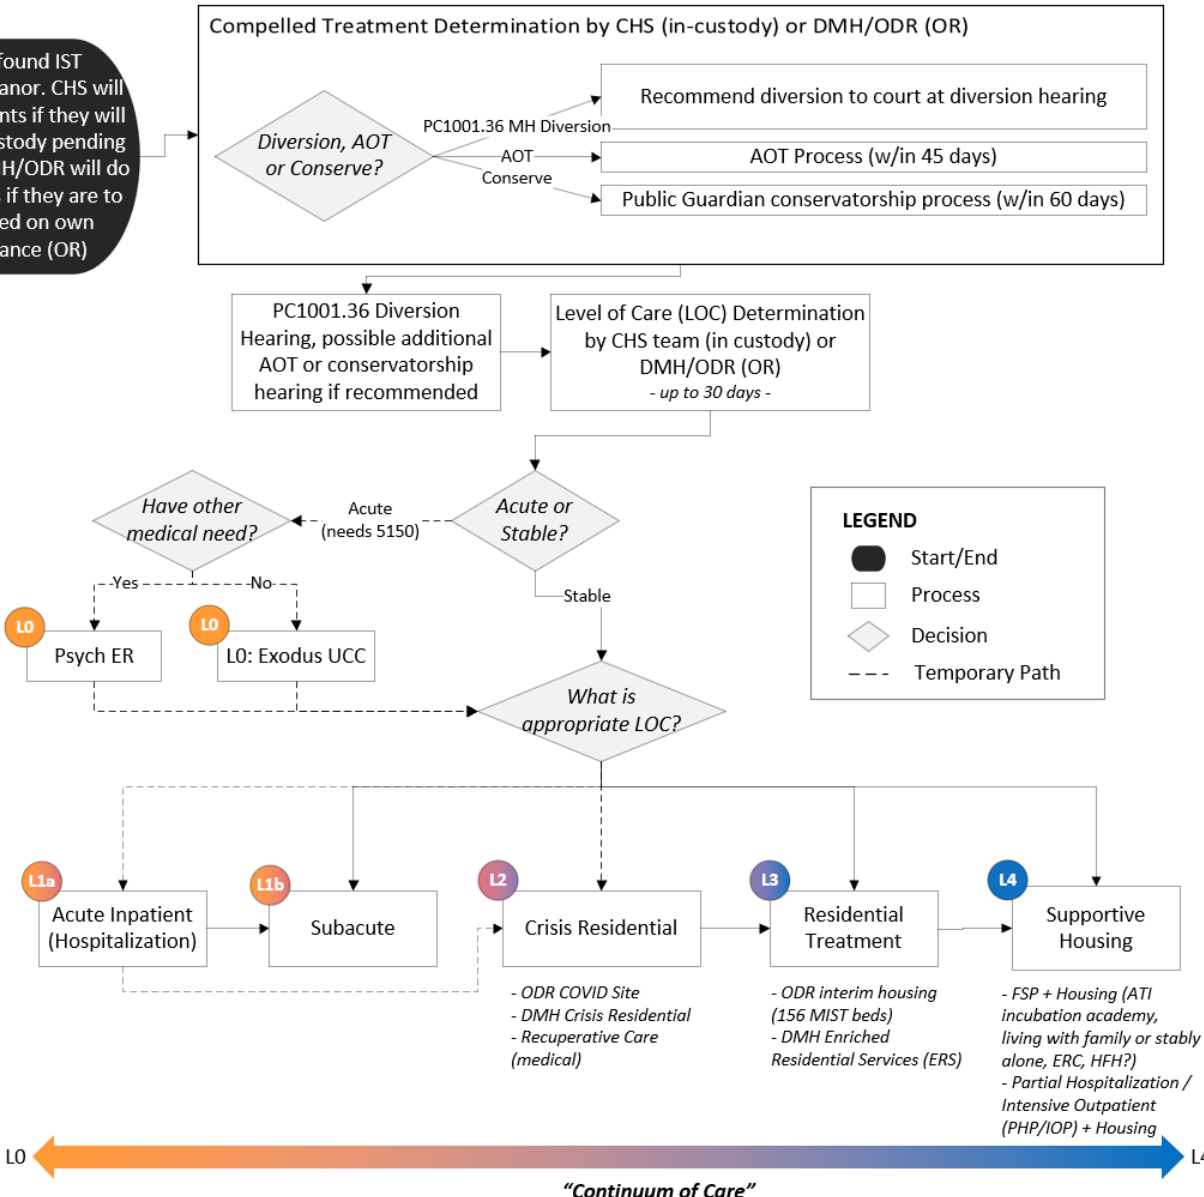 Compelled Treatment Determination by CHS (in-custody) or DMH/ODR (OR)
found IST
CHS will
if they will
pending
will do
if they are to
on own
(OR)
Diversion, AOT
or Conserve?
PC1001.36 MH Diversion
AOT
Conserve
Recommend diversion to court at diversion hearing
AOT Process (w/in 45 days)
Public Guardian conservatorship process (w/in 60 days)
PC1001.36 Diversion
Hearing, possible additional
AOT or conservatorship
hearing if recommended
Level of Care (LOC) Determination
by CHS team (in custody) or
DMH/ODR (OR)
- up to 30 days -
Have other
medical need?
Acute
(needs 5150)
Acute or
Stable?
Yes
No
Stable
L0
Psych ER
L0
L0: Exodus UCC
LEGEND
Start/End
Process
Decision
Temporary Path
What is
appropriate LOC?
L1a
Acute Inpatient
(Hospitalization)
L1b
Subacute
L2
Crisis Residential
- ODR COVID Site
- DMH Crisis Residential
- Recuperative Care
(medical)
L3
Residential
Treatment
- ODR interim housing
(156 MIST beds)
- DMH Enriched
Residential Services (ERS)
L4
Supportive
Housing
- FSP + Housing (ATI
incubation academy,
living with family or stably
alone, ERC, HFH?)
- Partial Hospitalization /
Intensive Outpatient
(PHP/IOP) + Housing
L0
L4
"Continuum of Care"